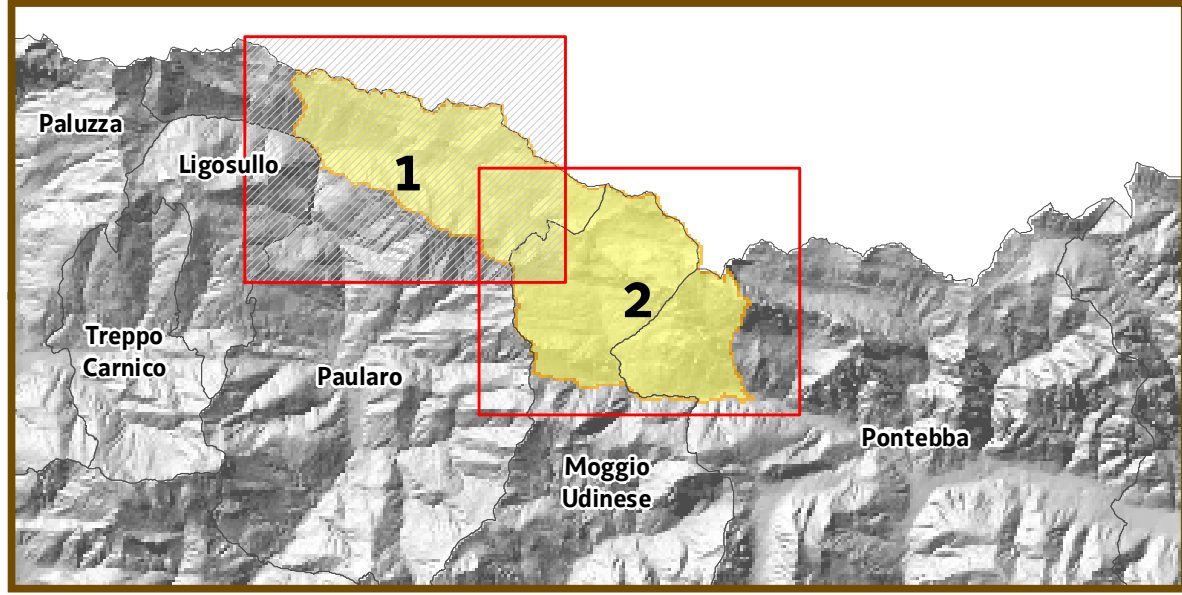 Paluzza
Ligosullo
1
2
Treppo
Carnico
Paularo
Pontebba
Moggio
Udinese